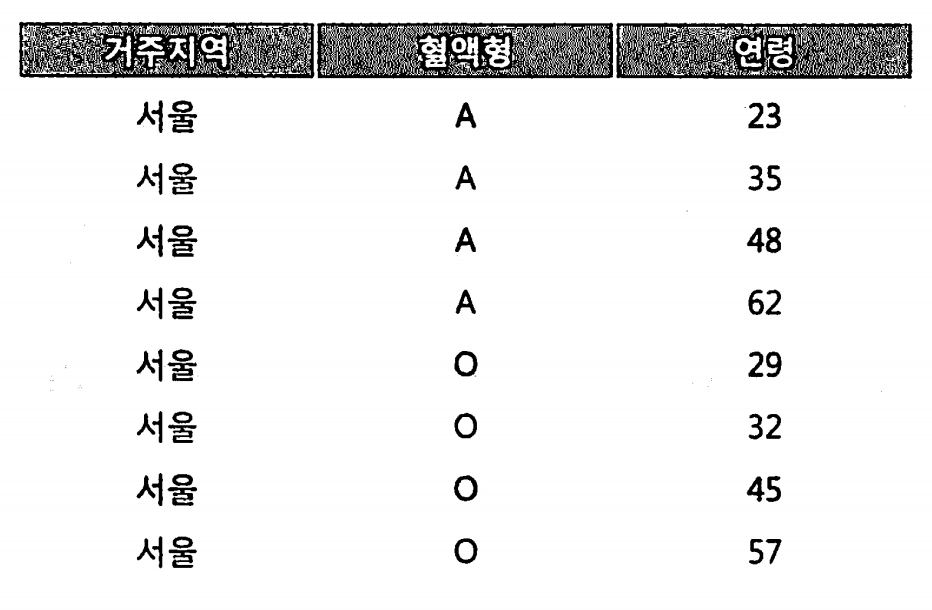 거주지역 혈액형 연령
서울 A 23
서울 A 35
서울 A 48
서울 A 62
서울 O 29
서울 O 32
서울 O 45
서울 O 57